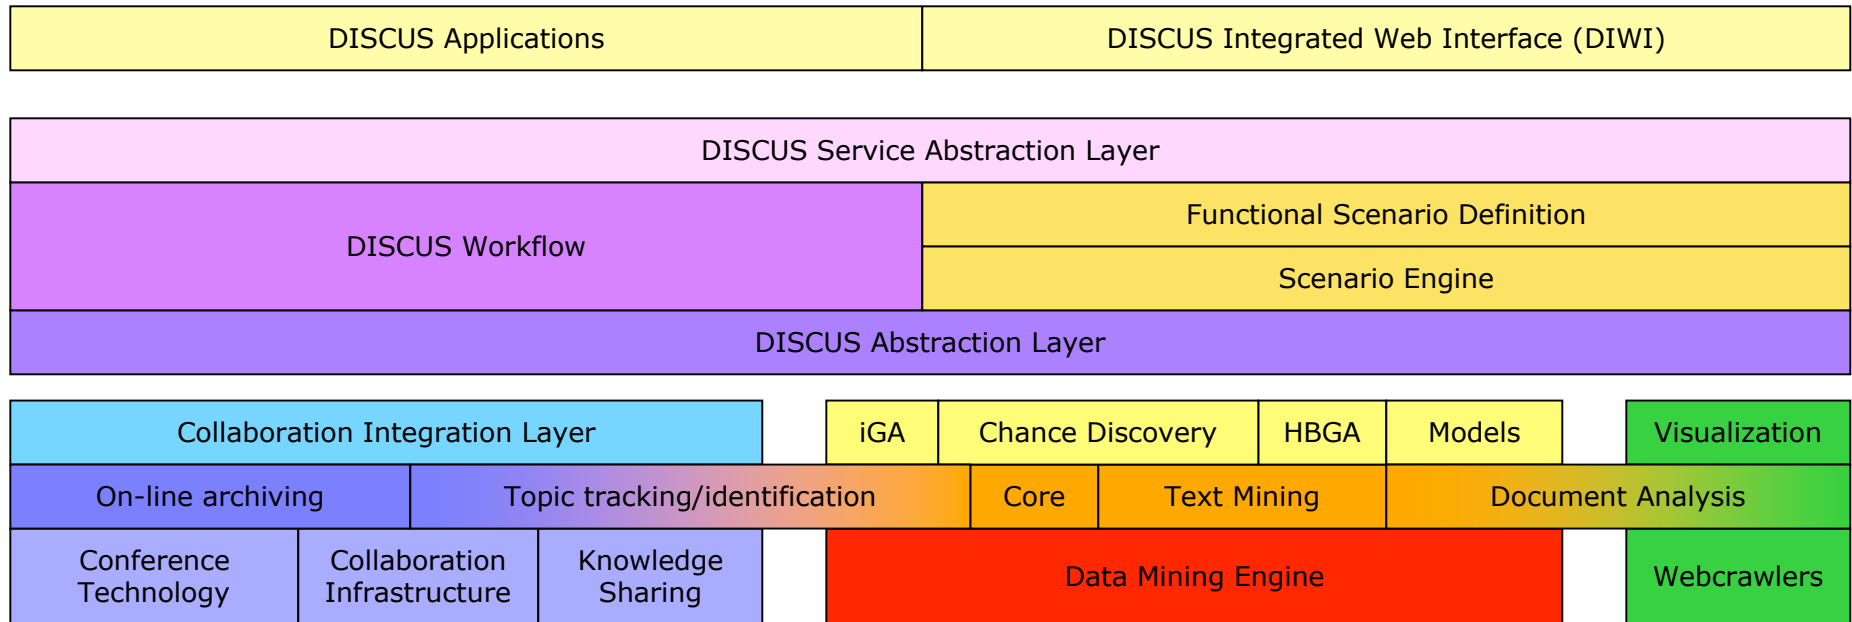 DISCUS Applications
DISCUS Integrated Web Interface (DIWI)
DISCUS Service Abstraction Layer
DISCUS Workflow
Functional Scenario Definition
Scenario Engine
DISCUS Abstraction Layer
Collaboration Integration Layer
iGA
Chance Discovery
HBGA
Models
Visualization
On-line archiving
Topic tracking/identification
Core
Text Mining
Document Analysis
Conference
Technology
Collaboration
Infrastructure
Knowledge
Sharing
Data Mining Engine
Webcrawlers